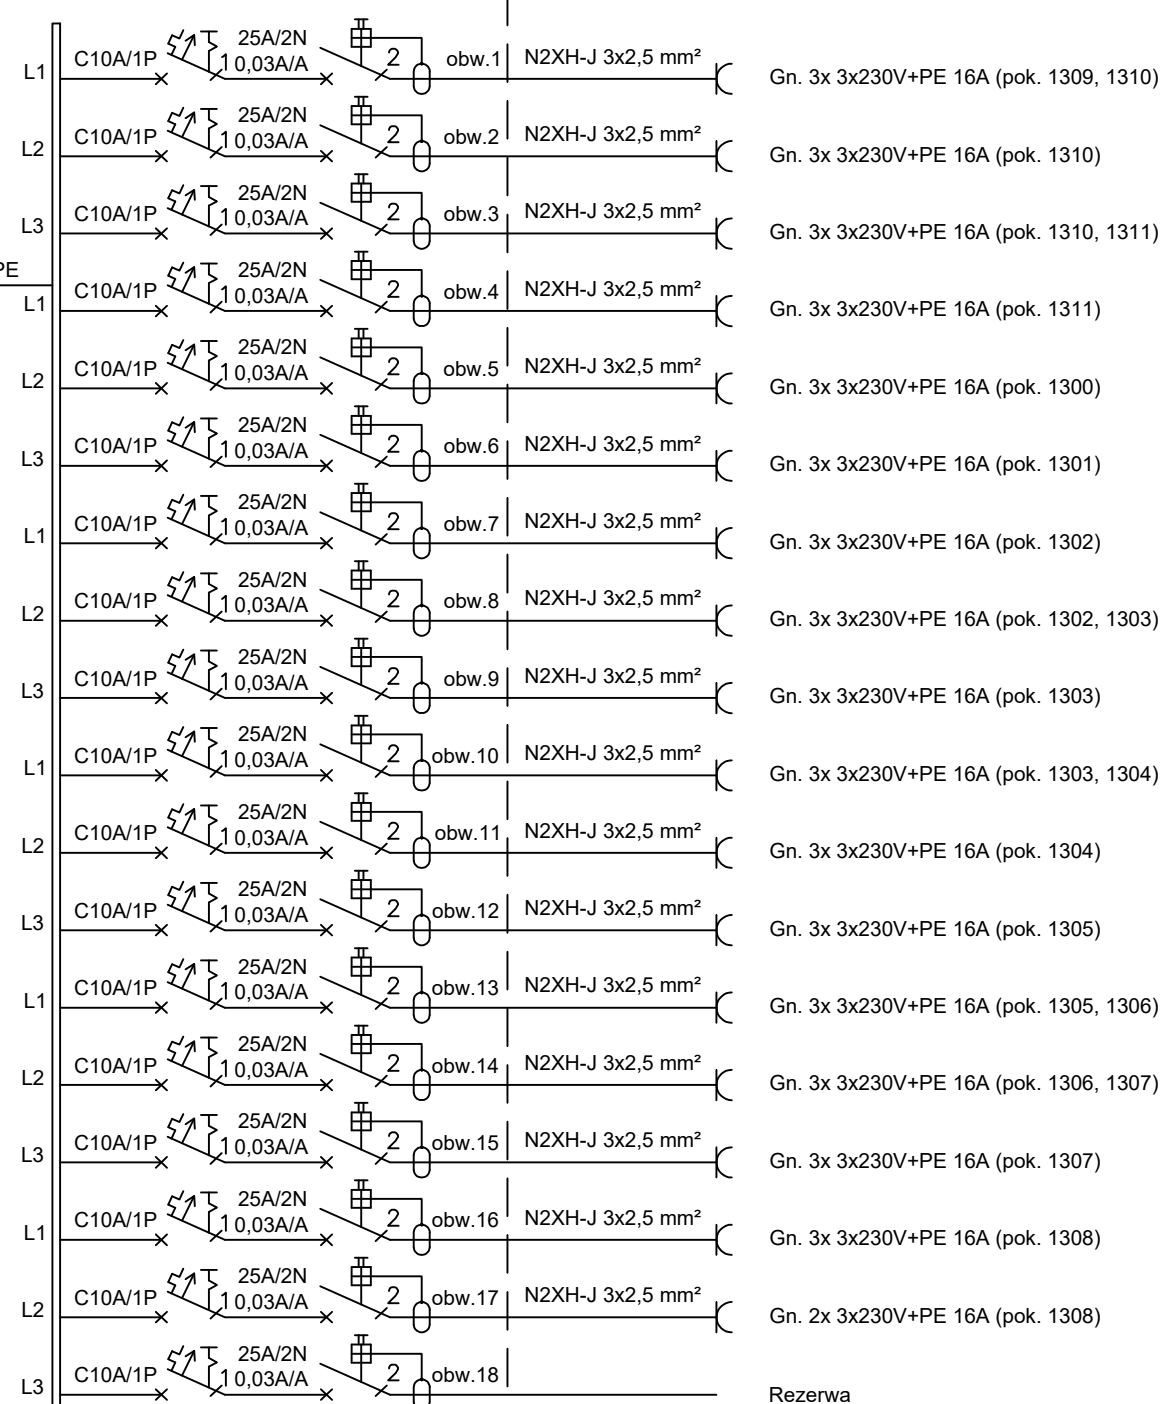 L1 C10A/1P 1 25A/2N 0,03A/A 2 obw.1 N2XH-J 3x2,5 mm² Gn. 3x 3x230V+PE 16A (pok. 1309, 1310)
L2 C10A/1P 1 25A/2N 0,03A/A 2 obw.2 N2XH-J 3x2,5 mm² Gn. 3x 3x230V+PE 16A (pok. 1310)
L3 C10A/1P 1 25A/2N 0,03A/A 2 obw.3 N2XH-J 3x2,5 mm² Gn. 3x 3x230V+PE 16A (pok. 1310, 1311)
PE
L1 C10A/1P 1 25A/2N 0,03A/A 2 obw.4 N2XH-J 3x2,5 mm² Gn. 3x 3x230V+PE 16A (pok. 1311)
L2 C10A/1P 1 25A/2N 0,03A/A 2 obw.5 N2XH-J 3x2,5 mm² Gn. 3x 3x230V+PE 16A (pok. 1300)
L3 C10A/1P 1 25A/2N 0,03A/A 2 obw.6 N2XH-J 3x2,5 mm² Gn. 3x 3x230V+PE 16A (pok. 1301)
L1 C10A/1P 1 25A/2N 0,03A/A 2 obw.7 N2XH-J 3x2,5 mm² Gn. 3x 3x230V+PE 16A (pok. 1302)
L2 C10A/1P 1 25A/2N 0,03A/A 2 obw.8 N2XH-J 3x2,5 mm² Gn. 3x 3x230V+PE 16A (pok. 1302, 1303)
L3 C10A/1P 1 25A/2N 0,03A/A 2 obw.9 N2XH-J 3x2,5 mm² Gn. 3x 3x230V+PE 16A (pok. 1303)
L1 C10A/1P 1 25A/2N 0,03A/A 2 obw.10 N2XH-J 3x2,5 mm² Gn. 3x 3x230V+PE 16A (pok. 1303, 1304)
L2 C10A/1P 1 25A/2N 0,03A/A 2 obw.11 N2XH-J 3x2,5 mm² Gn. 3x 3x230V+PE 16A (pok. 1304)
L3 C10A/1P 1 25A/2N 0,03A/A 2 obw.12 N2XH-J 3x2,5 mm² Gn. 3x 3x230V+PE 16A (pok. 1305)
L1 C10A/1P 1 25A/2N 0,03A/A 2 obw.13 N2XH-J 3x2,5 mm² Gn. 3x 3x230V+PE 16A (pok. 1305, 1306)
L2 C10A/1P 1 25A/2N 0,03A/A 2 obw.14 N2XH-J 3x2,5 mm² Gn. 3x 3x230V+PE 16A (pok. 1306, 1307)
L3 C10A/1P 1 25A/2N 0,03A/A 2 obw.15 N2XH-J 3x2,5 mm² Gn. 3x 3x230V+PE 16A (pok. 1307)
L1 C10A/1P 1 25A/2N 0,03A/A 2 obw.16 N2XH-J 3x2,5 mm² Gn. 3x 3x230V+PE 16A (pok. 1308)
L2 C10A/1P 1 25A/2N 0,03A/A 2 obw.17 N2XH-J 3x2,5 mm² Gn. 2x 3x230V+PE 16A (pok. 1308)
L3 C10A/1P 1 25A/2N 0,03A/A 2 obw.18 Rezerwa